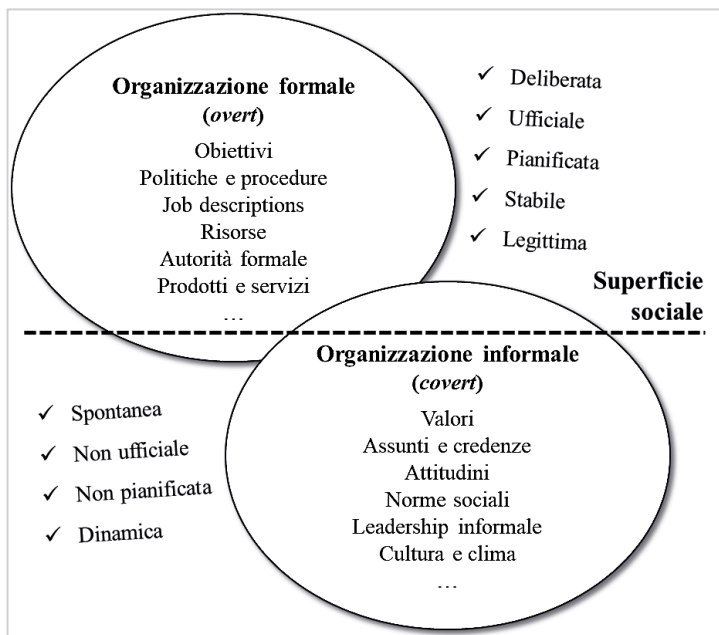 Organizzazione formale
(overt)
Obiettivi
Politiche e procedure
Job descriptions
Risorse
Autorità formale
Prodotti e servizi
…
✓ Deliberata
✓ Ufficiale
✓ Pianificata
✓ Stabile
✓ Legittima
Superficie
sociale
Organizzazione informale
(covert)
Valori
Assunti e credenze
Attitudini
Norme sociali
Leadership informale
Cultura e clima
…
✓ Spontanea
✓ Non ufficiale
✓ Non pianificata
✓ Dinamica